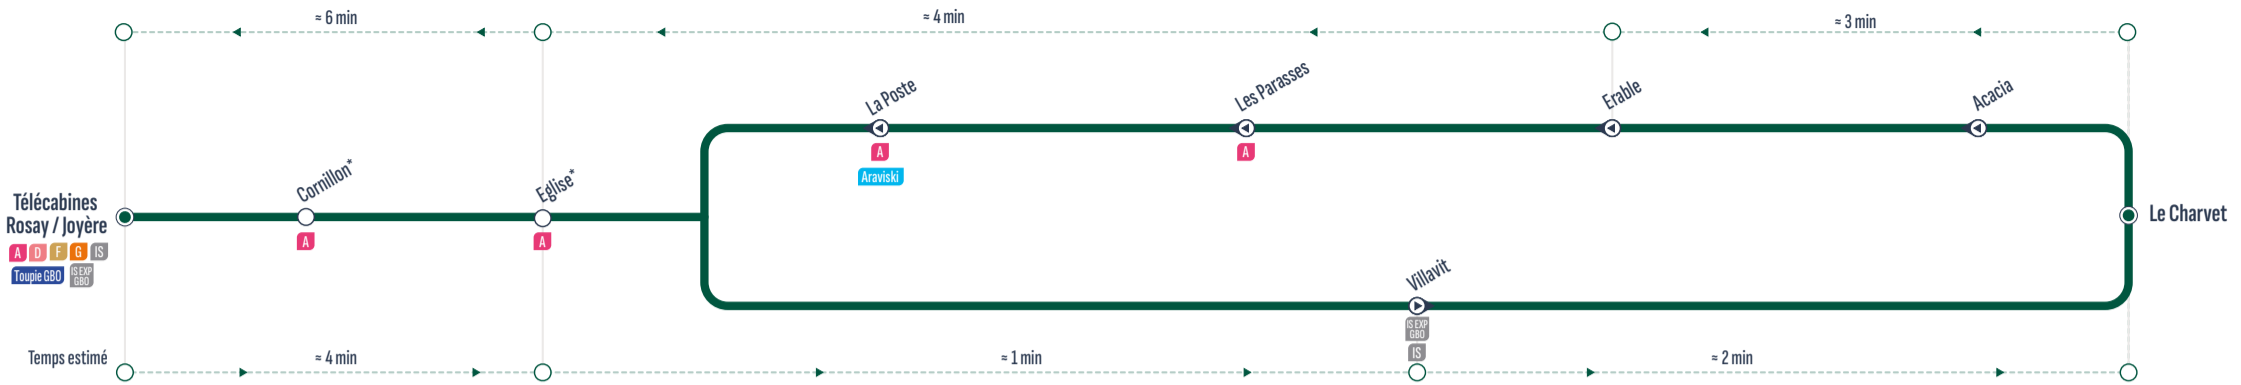 ≈ 6 min
≈ 4 min
≈ 3 min
La Poste
Les Parasses
Erable
Acacia
A
A
Araviski
Cornillon*
Eglise*
Télécabines
Rosay / Joyère
Le Charvet
A
A
A D F G IS
Toupie GBO
IS EXP
GBO
Villavit
IS EXP
GBO
IS
Temps estimé
≈ 4 min
≈ 1 min
≈ 2 min